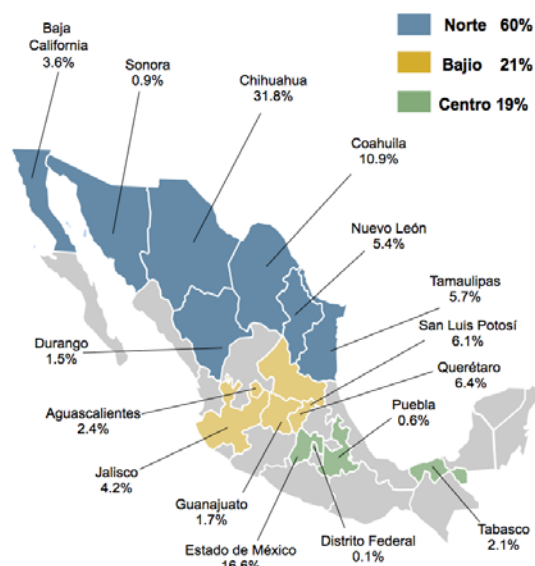 Baja
California
3.6%
Sonora
0.9%
Chihuahua
31.8%
Norte 60%
Bajio 21%
Centro 19%
Coahuila
10.9%
Nuevo León
5.4%
Tamaulipas
5.7%
San Luis Potosí
6.1%
Querétaro
6.4%
Puebla
0.6%
Durango
1.5%
Aguascalientes
2.4%
Jalisco
4.2%
Guanajuato
1.7%
Estado de México
16.6%
Distrito Federal
0.1%
Tabasco
2.1%